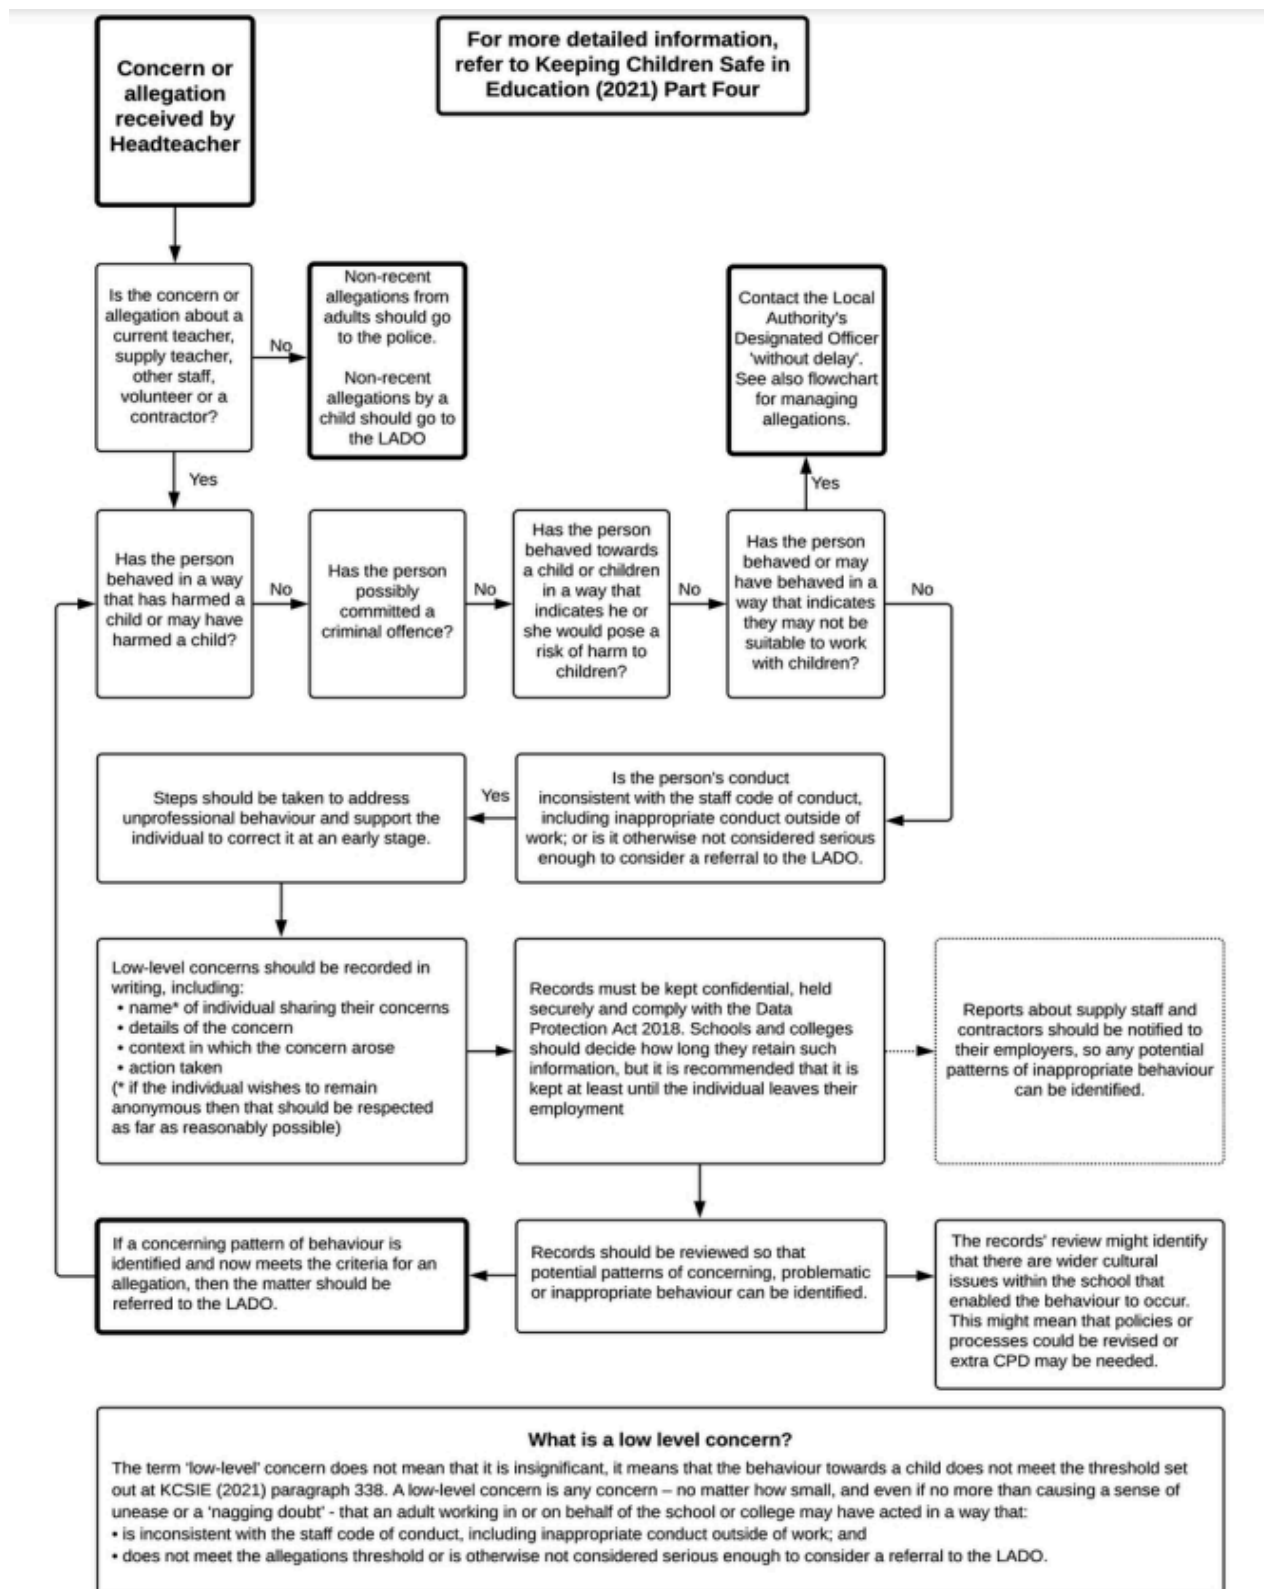 Concern or
allegation
received by
Headteacher
For more detailed information,
refer to Keeping Children Safe in
Education (2021) Part Four
Is the concern or
allegation about a
current teacher,
supply teacher,
other staff,
volunteer or a
contractor?
No
Non-recent
allegations from
adults should go
to the police.
Non-recent
allegations by a
child should go to
the LADO
Contact the Local
Authority's
Designated Officer
'without delay'.
See also flowchart
for managing
allegations.
Yes
Yes
Has the person
behaved in a way
that has harmed a
child or may have
harmed a child?
No
Has the person
possibly
committed a
criminal offence?
No
Has the person
behaved towards
a child or children
in a way that
indicates he or
she would pose a
risk of harm to
children?
No
Has the person
behaved or may
have behaved in a
way that indicates
they may not be
suitable to work
with children?
No
Is the person's conduct
inconsistent with the staff code of conduct,
including inappropriate conduct outside of
work; or is it otherwise not considered serious
enough to consider a referral to the LADO.
Yes
Steps should be taken to address
unprofessional behaviour and support the
individual to correct it at an early stage.
Low-level concerns should be recorded in
writing, including:
• name* of individual sharing their concerns
• details of the concern
• context in which the concern arose
• action taken
(* if the individual wishes to remain
anonymous then that should be respected
as far as reasonably possible)
Records must be kept confidential, held
securely and comply with the Data
Protection Act 2018. Schools and colleges
should decide how long they retain such
information, but it is recommended that it is
kept at least until the individual leaves their
employment
Reports about supply staff and
contractors should be notified to
their employers, so any potential
patterns of inappropriate behaviour
can be identified.
If a concerning pattern of behaviour is
identified and now meets the criteria for an
allegation, then the matter should be
referred to the LADO.
Records should be reviewed so that
potential patterns of concerning, problematic
or inappropriate behaviour can be identified.
The records' review might identify
that there are wider cultural
issues within the school that
enabled the behaviour to occur.
This might mean that policies or
processes could be revised or
extra CPD may be needed.
What is a low level concern?
The term 'low-level' concern does not mean that it is insignificant, it means that the behaviour towards a child does not meet the threshold set
out at KCSIE (2021) paragraph 338. A low-level concern is any concern – no matter how small, and even if no more than causing a sense of
unease or a 'nagging doubt' - that an adult working in or on behalf of the school or college may have acted in a way that:
• is inconsistent with the staff code of conduct, including inappropriate conduct outside of work; and
• does not meet the allegations threshold or is otherwise not considered serious enough to consider a referral to the LADO.